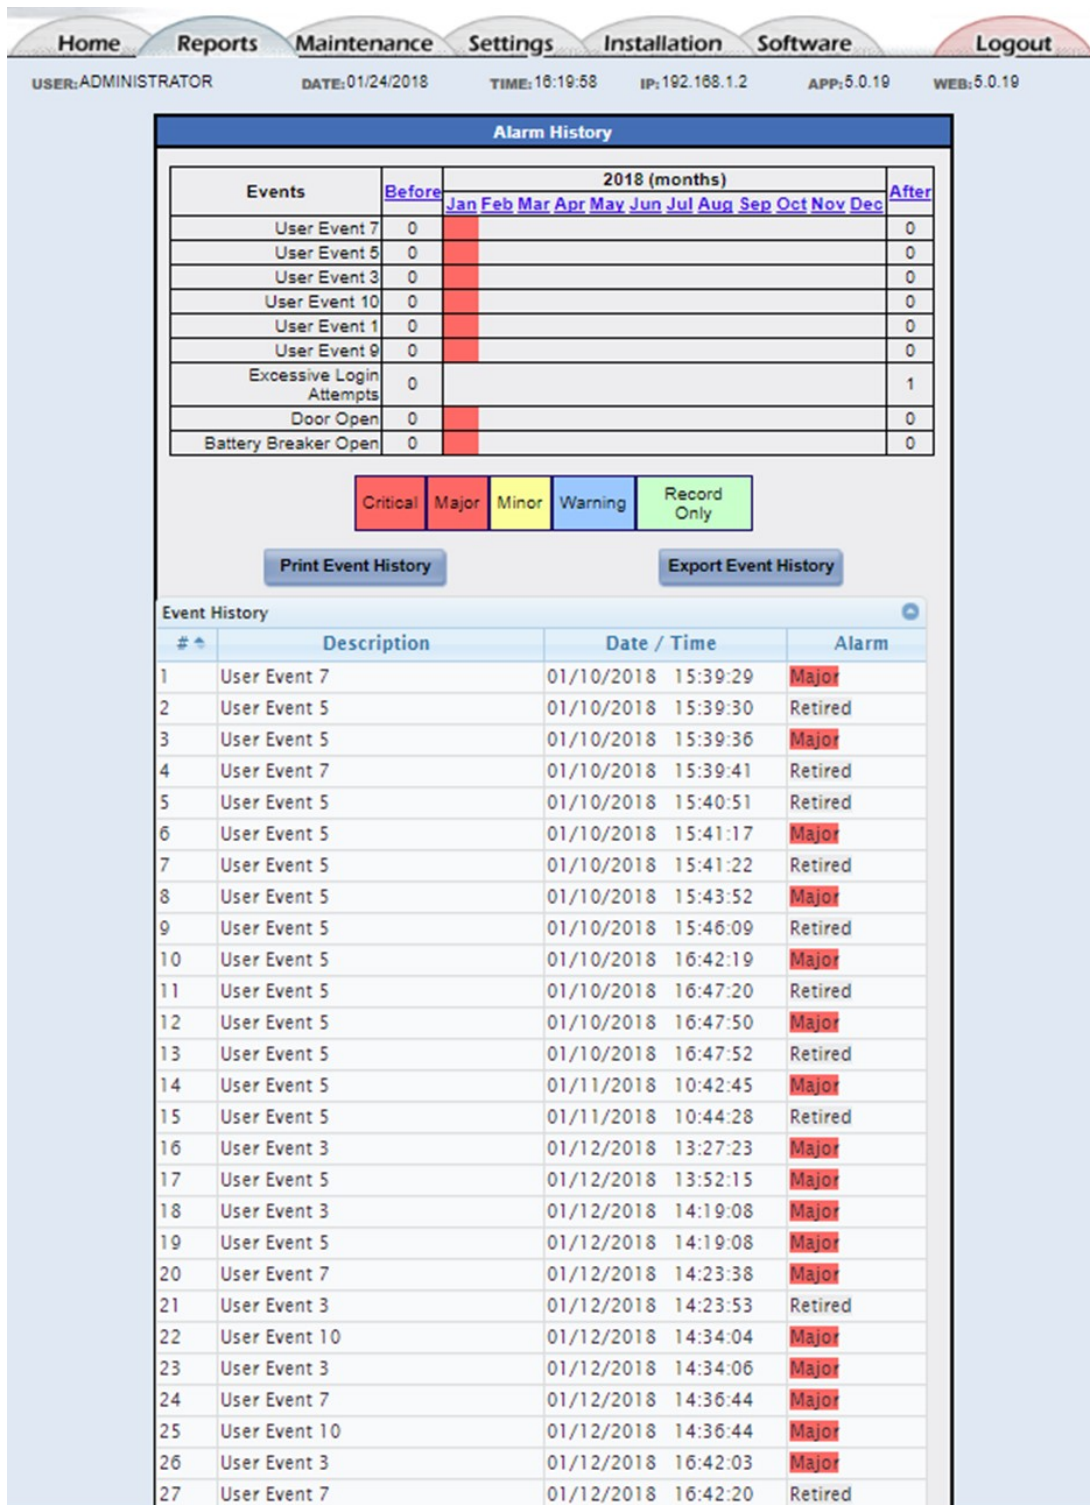 Home Reports Maintenance Settings Installation Software Logout
USER: ADMINISTRATOR DATE: 01/24/2018 TIME: 16:19:58 IP: 192.168.1.2 APP: 5.0.19 WEB: 5.0.19
Alarm History
Events Before 2018 (months) After
Jan Feb Mar Apr May Jun Jul Aug Sep Oct Nov Dec
User Event 7 0 0
User Event 5 0 0
User Event 3 0 0
User Event 10 0 0
User Event 1 0 0
User Event 9 0 0
Excessive Login
Attempts 0 1
Door Open 0 0
Battery Breaker Open 0 0
Critical Major Minor Warning Record
Only
Print Event History Export Event History
Event History
# Description Date / Time Alarm
1 User Event 7 01/10/2018 15:39:29 Major
2 User Event 5 01/10/2018 15:39:30 Retired
3 User Event 5 01/10/2018 15:39:36 Major
4 User Event 7 01/10/2018 15:39:41 Retired
5 User Event 5 01/10/2018 15:40:51 Retired
6 User Event 5 01/10/2018 15:41:17 Major
7 User Event 5 01/10/2018 15:41:22 Retired
8 User Event 5 01/10/2018 15:43:52 Major
9 User Event 5 01/10/2018 15:46:09 Retired
10 User Event 5 01/10/2018 16:42:19 Major
11 User Event 5 01/10/2018 16:47:20 Retired
12 User Event 5 01/10/2018 16:47:50 Major
13 User Event 5 01/10/2018 16:47:52 Retired
14 User Event 5 01/11/2018 10:42:45 Major
15 User Event 5 01/11/2018 10:44:28 Retired
16 User Event 3 01/12/2018 13:27:23 Major
17 User Event 5 01/12/2018 13:52:15 Major
18 User Event 3 01/12/2018 14:19:08 Major
19 User Event 5 01/12/2018 14:19:08 Major
20 User Event 7 01/12/2018 14:23:38 Major
21 User Event 3 01/12/2018 14:23:53 Retired
22 User Event 10 01/12/2018 14:34:04 Major
23 User Event 3 01/12/2018 14:34:06 Major
24 User Event 7 01/12/2018 14:36:44 Major
25 User Event 10 01/12/2018 14:36:44 Major
26 User Event 3 01/12/2018 16:42:03 Major
27 User Event 7 01/12/2018 16:42:20 Retired